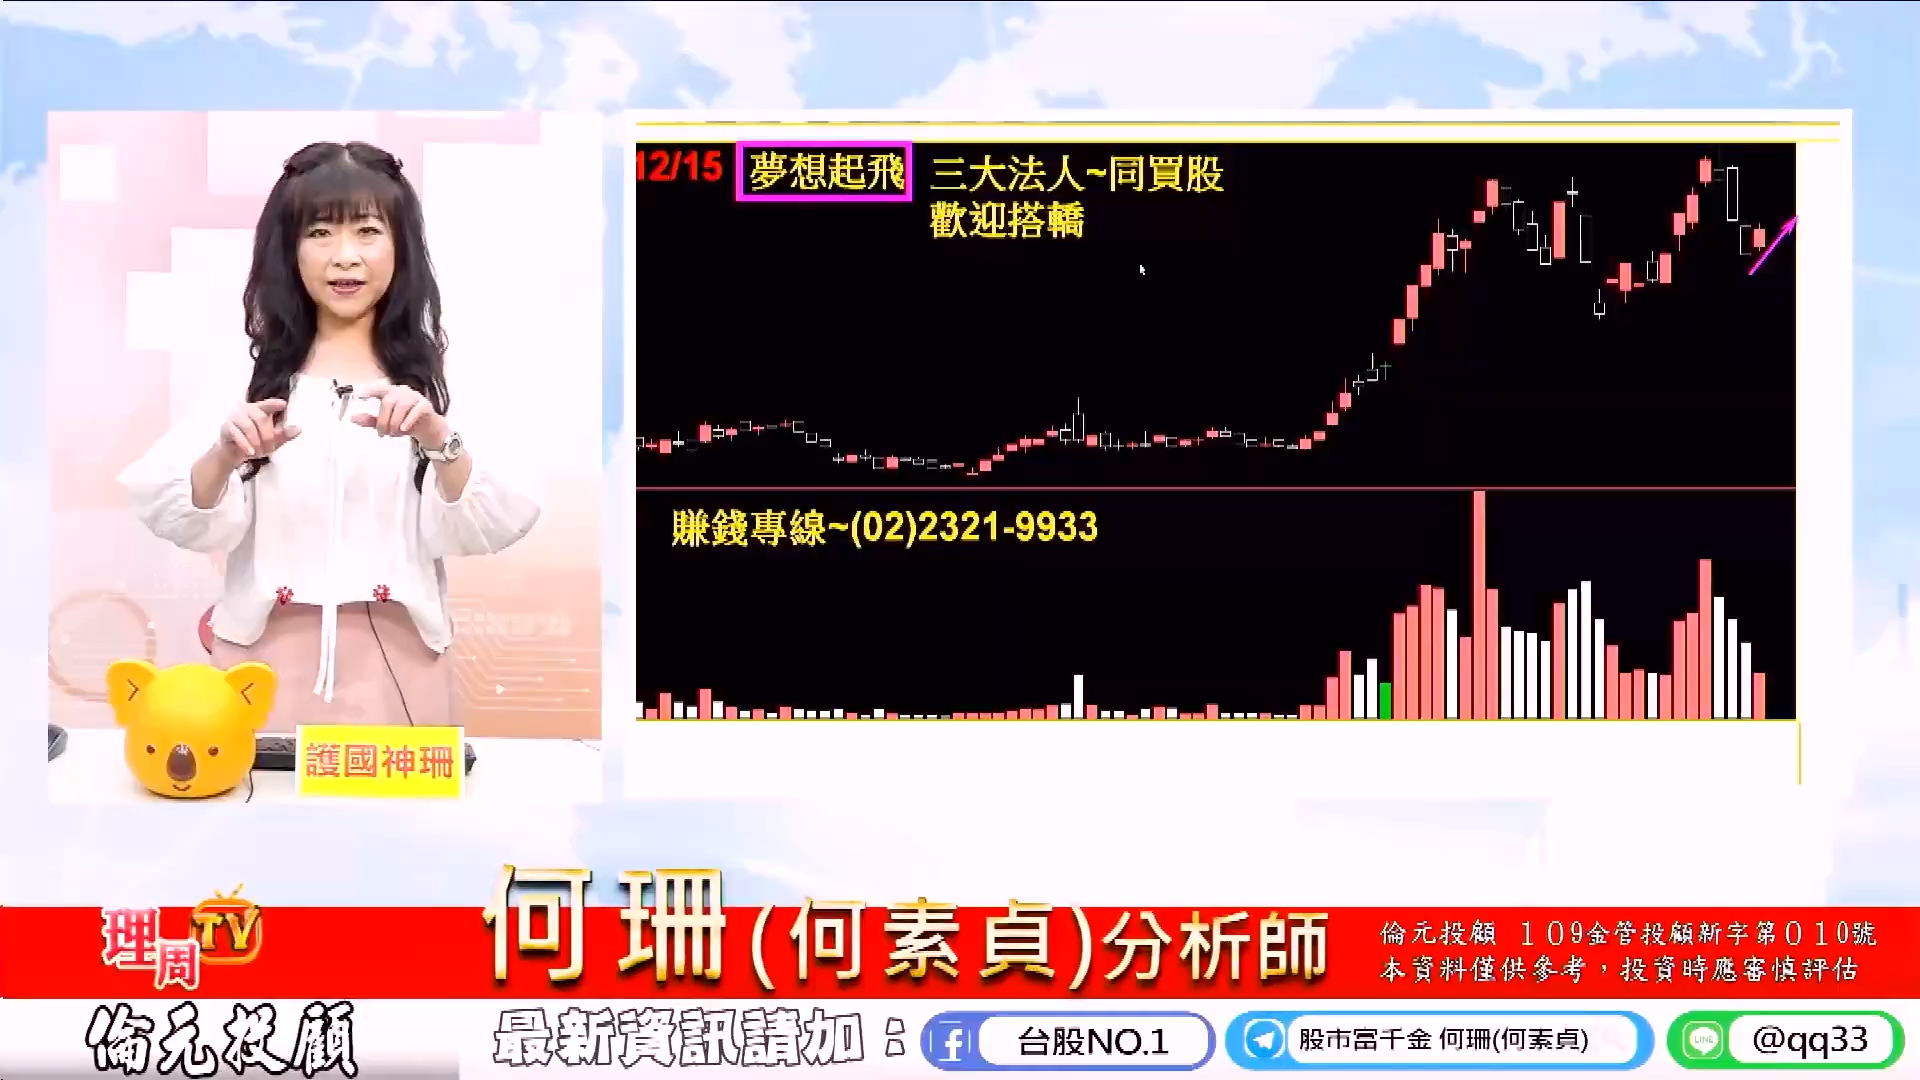 12/15 夢想起飛 三大法人~同買股
歡迎搭轎
賺錢專線~(02)2321-9933
護國神珊
理周TV
何珊(何素貞)分析師
倫元投顧 109金管投顧新字第010號
本資料僅供參考，投資時應審慎評估
倫元投顧
最新資訊請加：
台股NO.1
股市富千金 何珊(何素貞)
LINE
@qq33